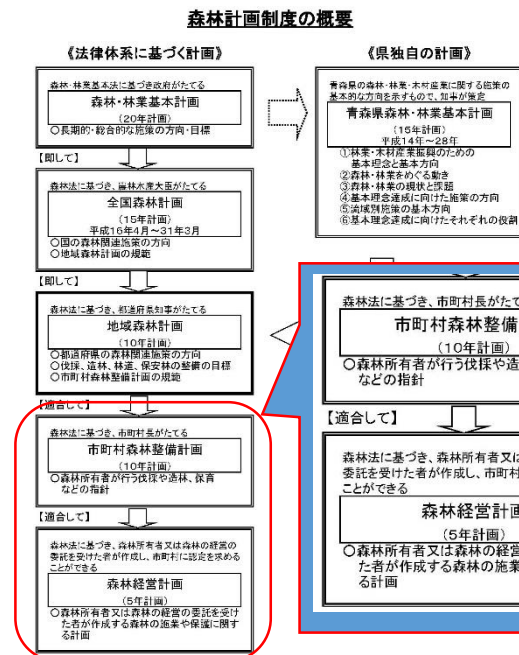 森林計画制度の概要
《法律体系に基づく計画》
森林・林業基本法に基づき政府がたてる
森林・林業基本計画
(20年計画)
○長期的・総合的な施策の方向・目標
【即して】
森林法に基づき、農林水産大臣がたてる
全国森林計画
(15年計画)
平成16年4月～31年3月
○国の森林関連施策の方向
○地域森林計画の規範
【即して】
森林法に基づき、都道府県知事がたてる
地域森林計画
(10年計画)
○都道府県の森林関連施策の方向
○伐採、造林、林道、保安林の整備の目標
○市町村森林整備計画の規範
【適合して】
森林法に基づき、市町村長がたてる
市町村森林整備計画
(10年計画)
○森林所有者が行う伐採や造林、保育
などの指針
【適合して】
森林法に基づき、森林所有者又は森林の経営の
委託を受けた者が作成し、市町村に認定を求める
ことができる
森林経営計画
(5年計画)
○森林所有者又は森林の経営の委託を受け
た者が作成する森林の施業や保護に関す
る計画
《県独自の計画》
青森県の森林・林業・木材産業に関する施策の
基本的な方向を示すもので、知事が策定
青森県森林・林業基本計画
(15年計画)
平成14年～28年
①林業・木材産業振興のための
基本理念と基本方向
②森林・林業をめぐる動き
③森林・林業の現状と課題
④基本理念達成に向けた施策の方向
⑤流域別施策の基本方向
⑥基本理念達成に向けたそれぞれの役割
森林法に基づき、市町村長がたて
市町村森林整備
(10年計画)
○森林所有者が行う伐採や造
などの指針
【適合して】
森林法に基づき、森林所有者又は
委託を受けた者が作成し、市町村
ことができる
森林経営計画
(5年計画)
○森林所有者又は森林の経営
た者が作成する森林の施業
る計画